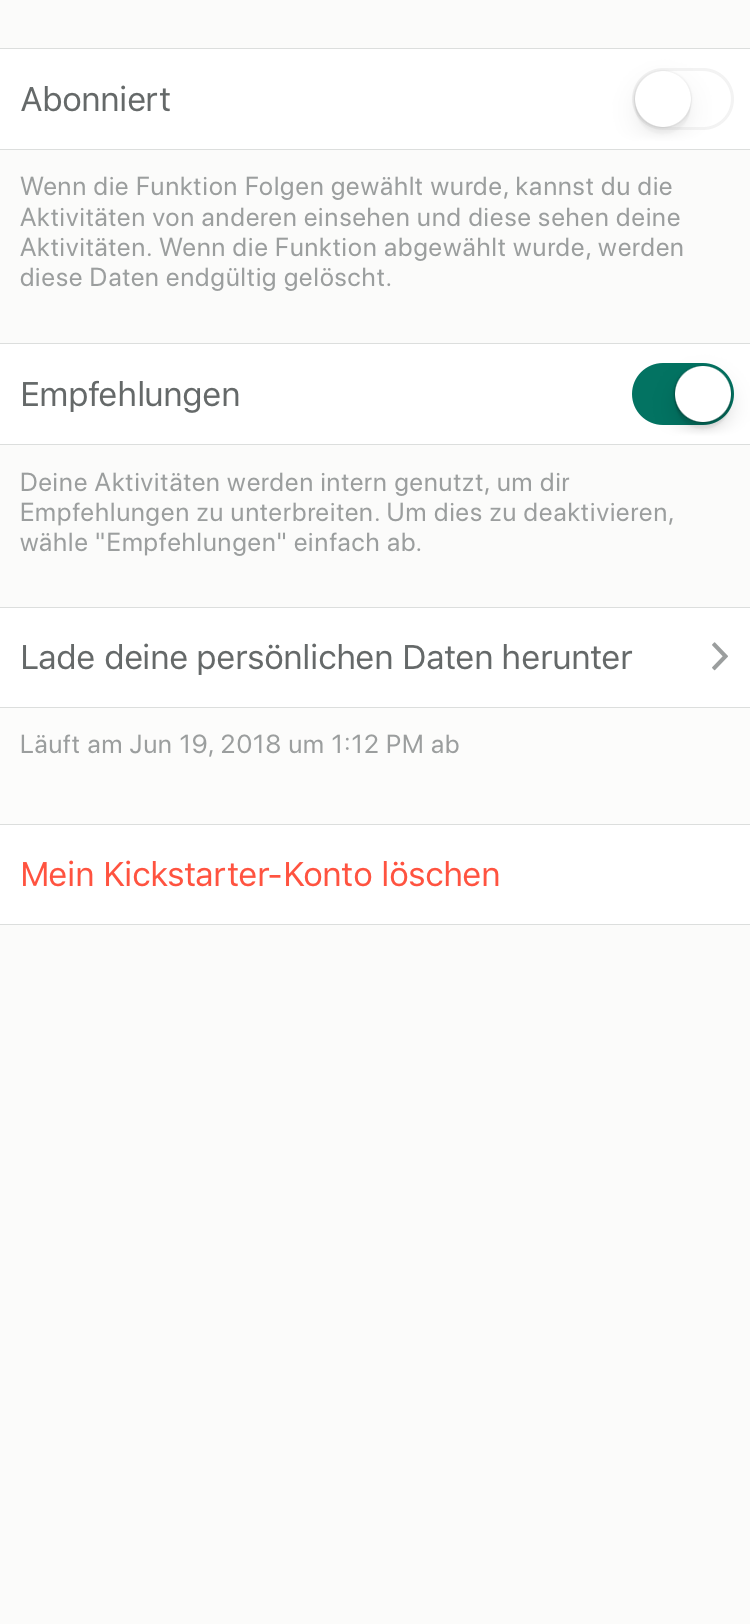 Abonniert
Wenn die Funktion Folgen gewählt wurde, kannst du die
Aktivitäten von anderen einsehen und diese sehen deine
Aktivitäten. Wenn die Funktion abgewählt wurde, werden
diese Daten endgültig gelöscht.
Empfehlungen
Deine Aktivitäten werden intern genutzt, um dir
Empfehlungen zu unterbreiten. Um dies zu deaktivieren,
wähle "Empfehlungen" einfach ab.
Lade deine persönlichen Daten herunter
Läuft am Jun 19, 2018 um 1:12 PM ab
Mein Kickstarter-Konto löschen